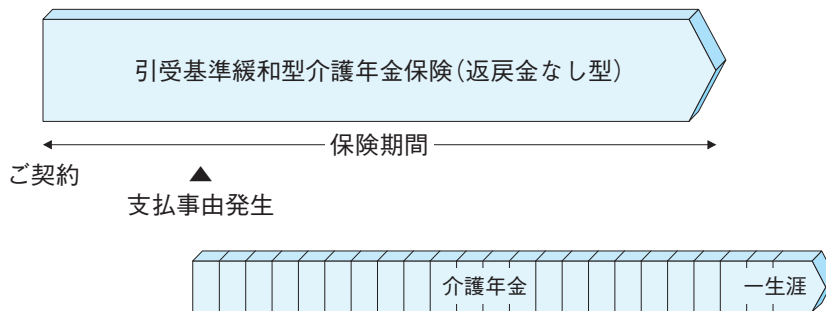 引受基準緩和型介護年金保険(返戻金なし型)
保険期間
ご契約
▲
支払事由発生
介護年金 一生涯